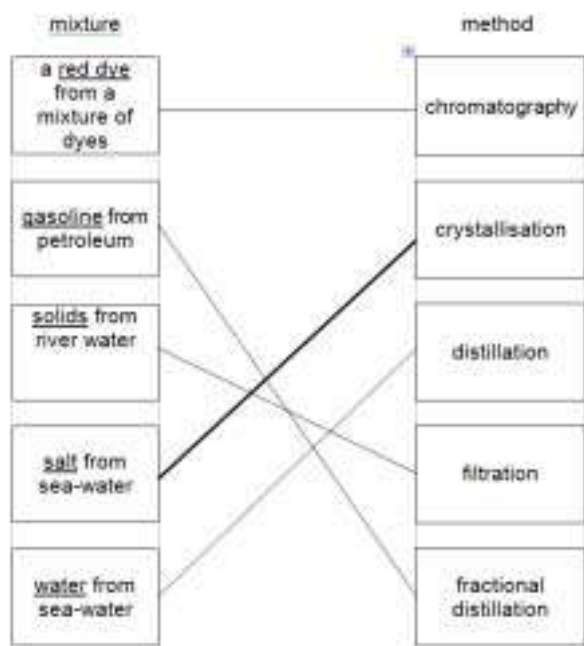 mixture
method
a red dye
from a
mixture of
dyes
chromatography
gasoline from
petroleum
crystallisation
solids from
river water
distillation
salt from
sea-water
filtration
water from
sea-water
fractional
distillation